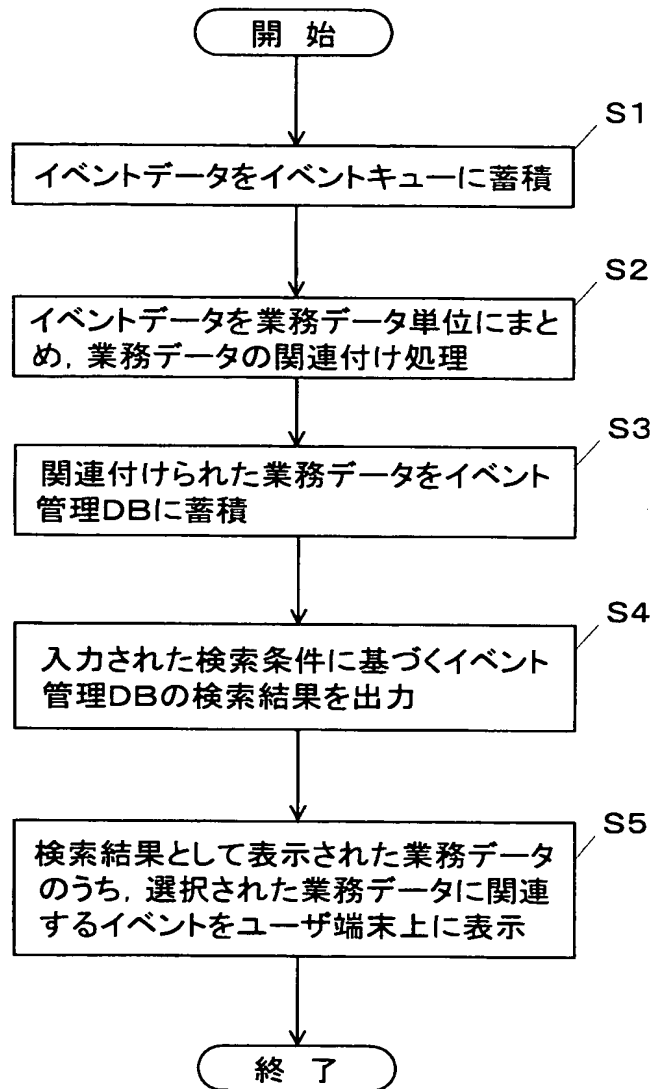 開 始
S1
イベントデータをイベントキューに蓄積
S2
イベントデータを業務データ単位にまと
め，業務データの関連付け処理
S3
関連付けられた業務データをイベント
管理DBに蓄積
S4
入力された検索条件に基づくイベント
管理DBの検索結果を出力
S5
検索結果として表示された業務データ
のうち，選択された業務データに関連
するイベントをユーザ端末上に表示
終 了